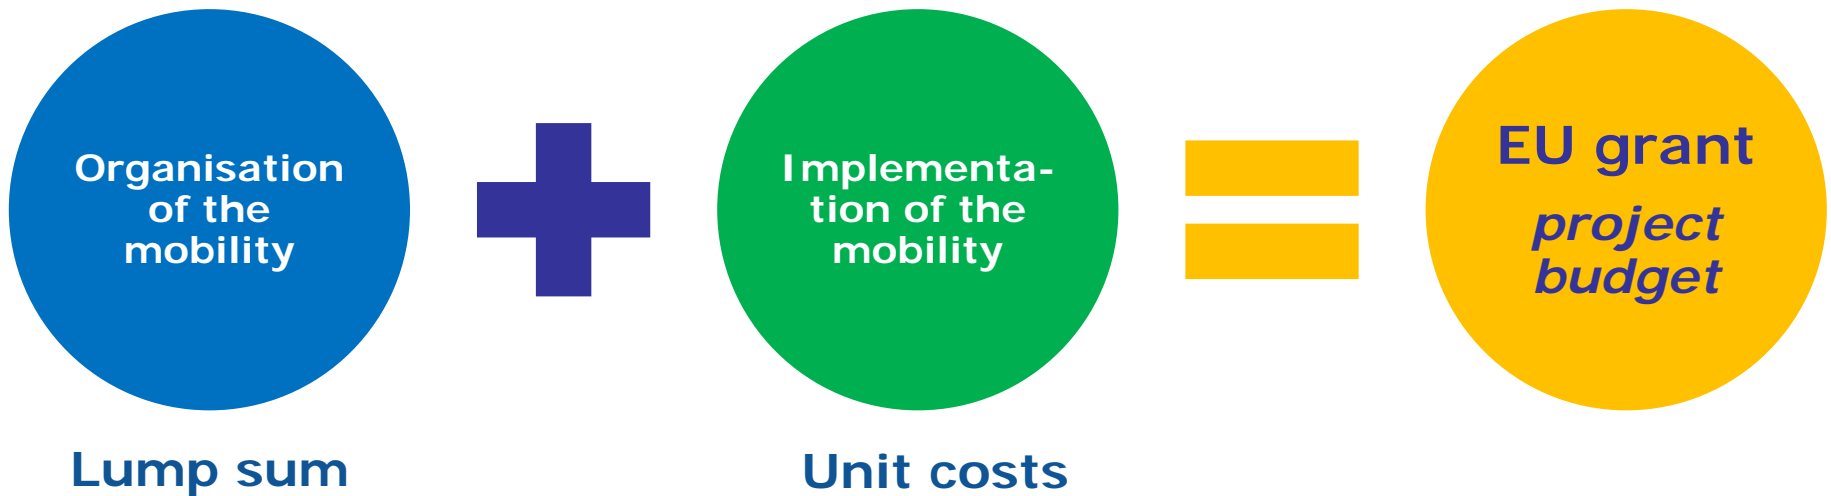 Organisation
of the
mobility
Implementa-
tion of the
mobility
EU grant
project
budget
Lump sum
Unit costs